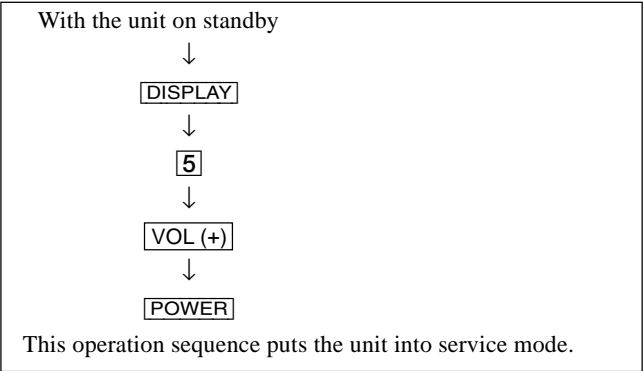 With the unit on standby
↓
DISPLAY
↓
5
↓
VOL (+)
↓
POWER
This operation sequence puts the unit into service mode.